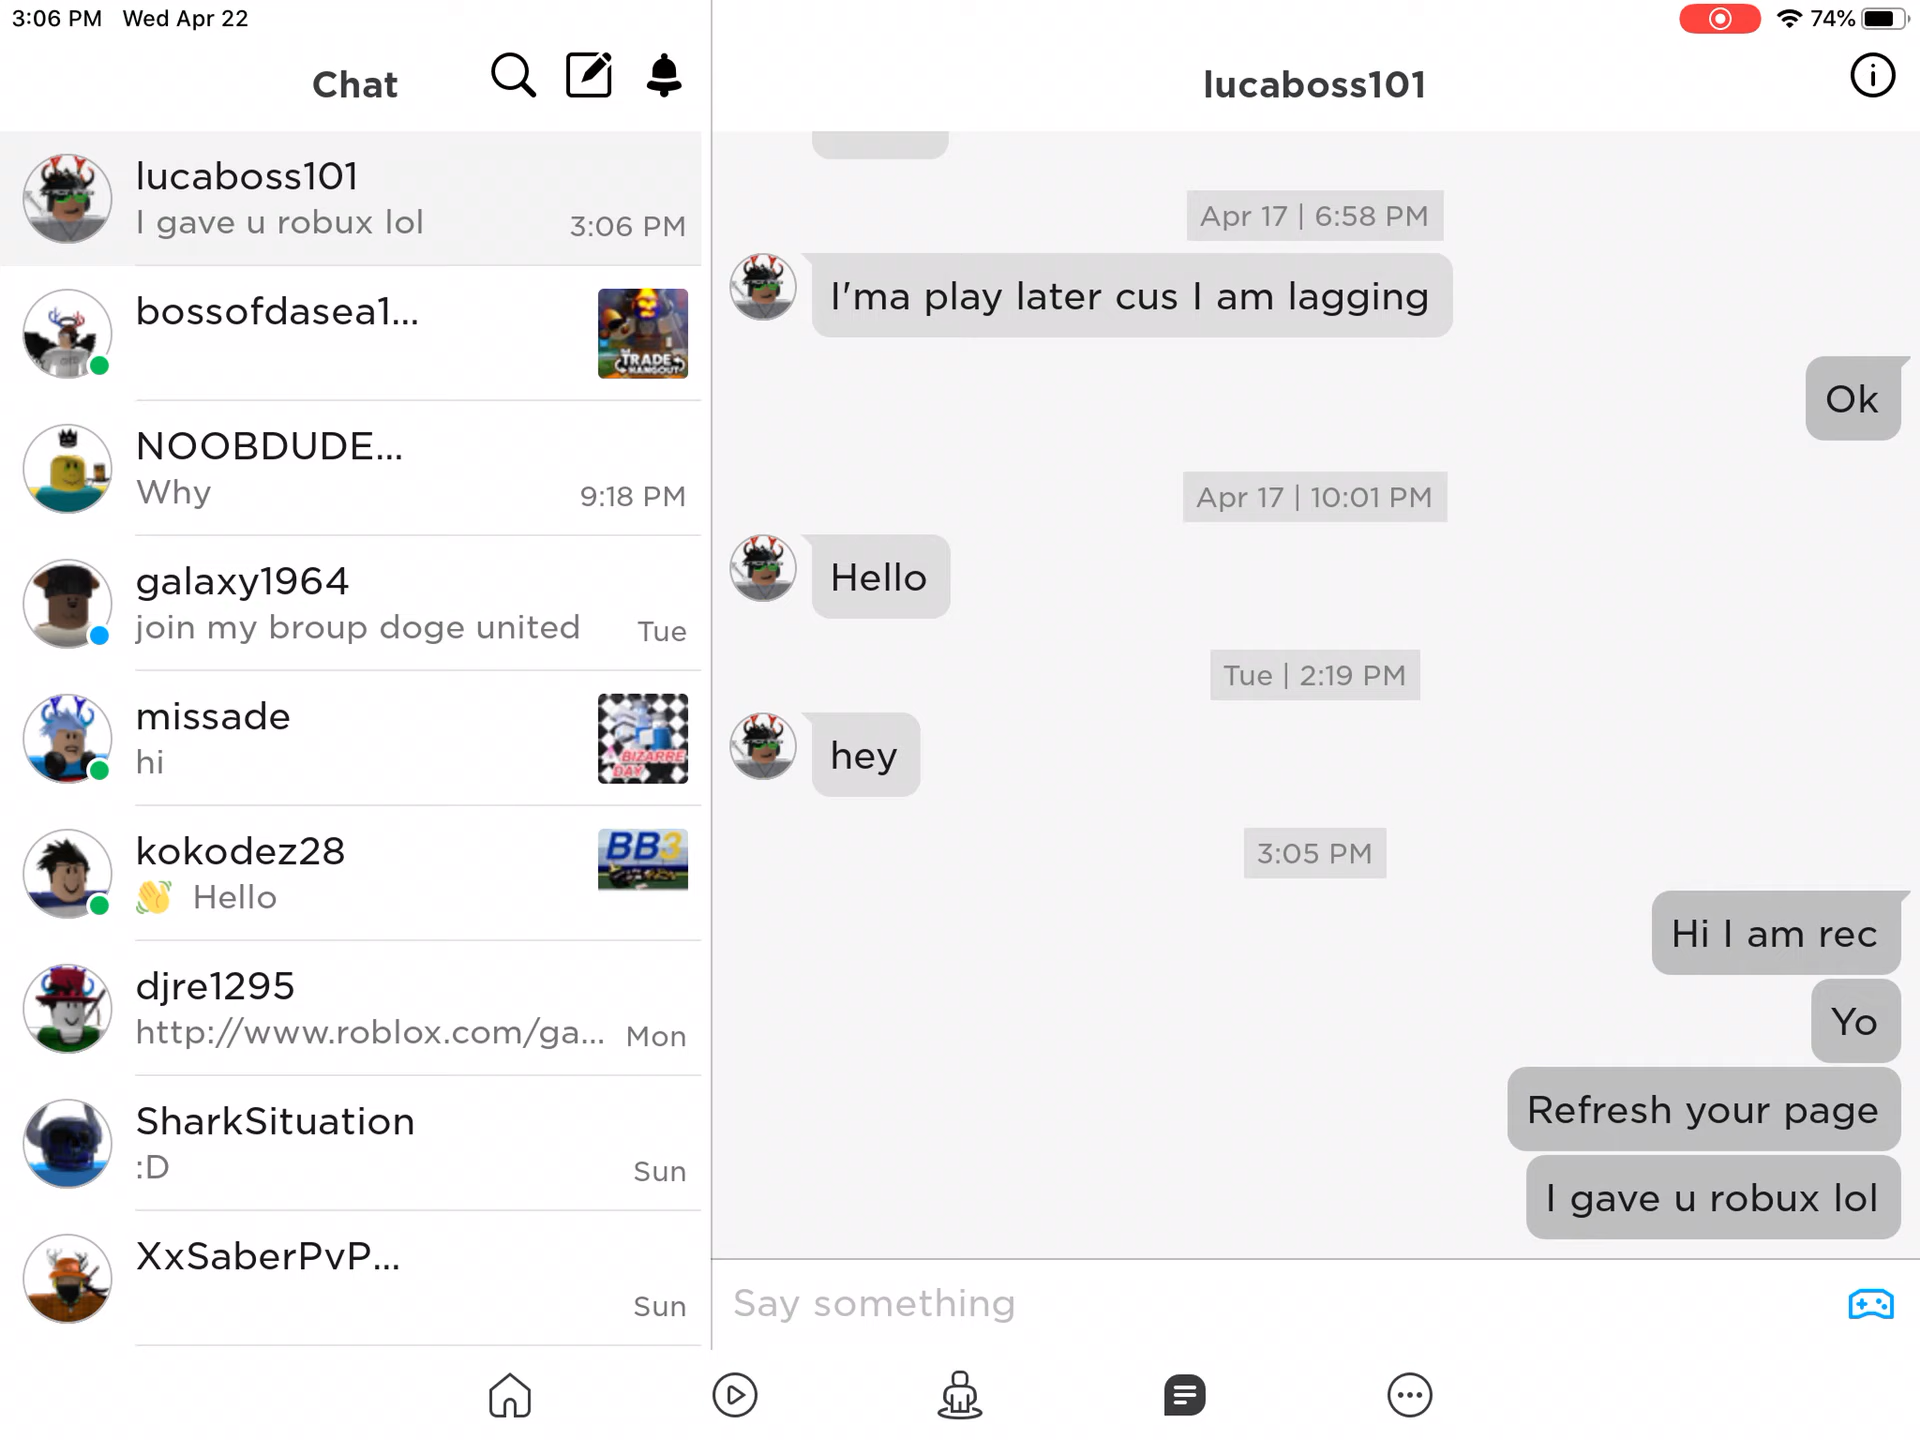 3:06 PM Wed Apr 22
74%
Chat
lucaboss101
I gave u robux lol
3:06 PM
bossofdasea1...
TRADE
HANGOUT
NOOBDUDE...
Why
9:18 PM
galaxy1964
join my broup doge united
Tue
missade
hi
BIZARRE
DAY
kokodez28
👋 Hello
BB3
djre1295
http://www.roblox.com/ga...
Mon
SharkSituation
:D
Sun
XxSaberPvP...
Sun
lucaboss101
Apr 17 | 6:58 PM
I'ma play later cus I am lagging
Ok
Apr 17 | 10:01 PM
Hello
Tue | 2:19 PM
hey
3:05 PM
Hi I am rec
Yo
Refresh your page
I gave u robux lol
Say something